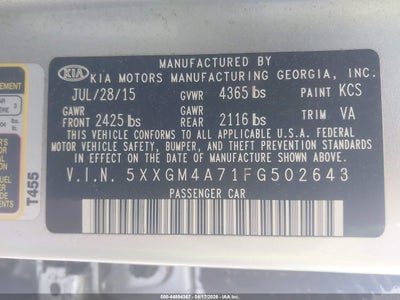 MANUFACTURED BY
KIA KIA MOTORS MANUFACTURING GEORGIA, INC.
JUL/28/15 GVWR 4365 lbs PAINT KCS
GAWR GAWR
FRONT 2425 lbs REAR 2116 lbs TRIM VA
THIS VEHICLE CONFORMS TO ALL APPLICABLE U.S. FEDERAL
MOTOR VEHICLE SAFETY, BUMPER, AND THEFT PREVENTION
STANDARDS IN EFFECT ON THE DATE OF MANUFACTURE SHOWN ABOVE.
V.I.N. 5XXGM4A71FG502643
PASSENGER CAR
T455